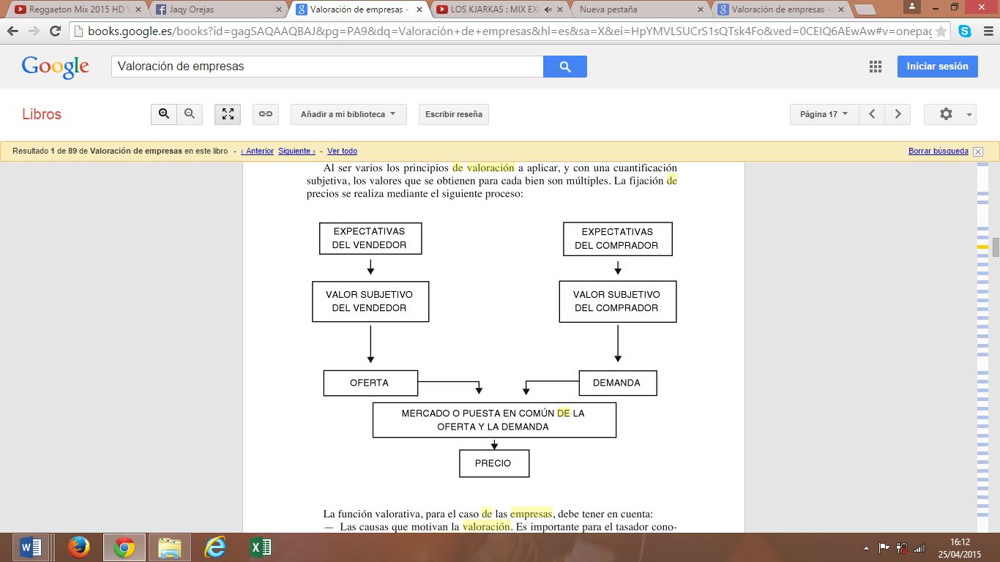 Reggaeton Mix 2015 HD
Jaqy Orejas
Valoración de empresas -
LOS KJARKAS : MIX EXC
Nueva pestaña
Valoración de empresas -
books.google.es/books?id=gagSAQAAQBAJ&pg=PA9&dq=Valoración+de+empresas&hl=es&sa=X&ei=HpYMVLSUCrS1sQTsk4Fo&ved=0CEIQ6AEwAw#v=onepag
Google
Valoración de empresas
Iniciar sesión
Libros
Añadir a mi biblioteca
Escribir reseña
Página 17
Resultado 1 de 89 de Valoración de empresas en este libro - ‹ Anterior Siguiente › - Ver todo
Borrar búsqueda
Al ser varios los principios de valoración a aplicar, y con una cuantificación
subjetiva, los valores que se obtienen para cada bien son múltiples. La fijación de
precios se realiza mediante el siguiente proceso:
EXPECTATIVAS
DEL VENDEDOR
EXPECTATIVAS
DEL COMPRADOR
VALOR SUBJETIVO
DEL VENDEDOR
VALOR SUBJETIVO
DEL COMPRADOR
OFERTA
DEMANDA
MERCADO O PUESTA EN COMÚN DE LA
OFERTA Y LA DEMANDA
PRECIO
La función valorativa, para el caso de las empresas, debe tener en cuenta:
— Las causas que motivan la valoración. Es importante para el tasador cono-
16:12
25/04/2015